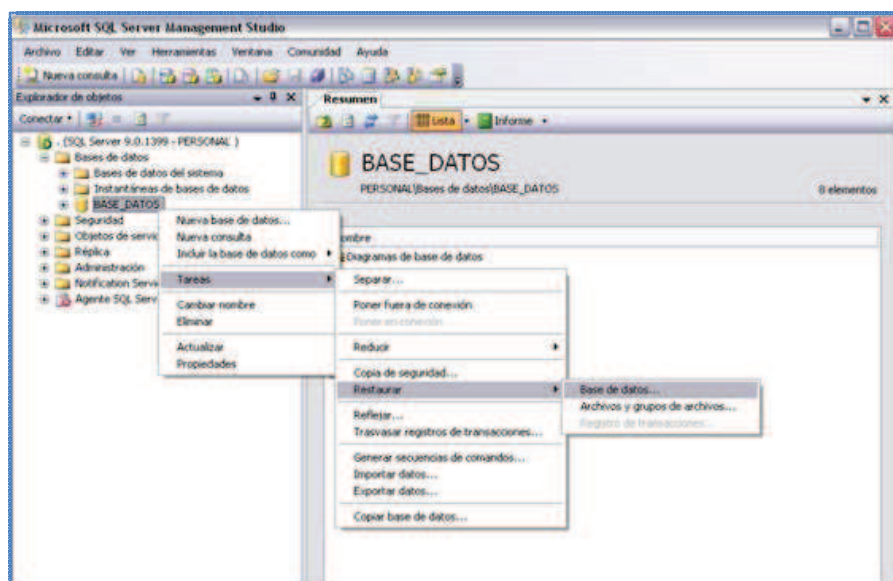 Microsoft SQL Server Management Studio
Archivo Editar Ver Herramientas Ventana Comunidad Ayuda
Nueva consulta
Explorador de objetos
Resumen
Conectar
Lista Informe
. (SQL Server 9.0.1399 - PERSONAL )
Bases de datos
Bases de datos del sistema
Instantáneas de bases de datos
BASE_DATOS
Seguridad
Objetos de servic
Réplica
Administración
Notification Servi
Agente SQL Serv
BASE_DATOS
PERSONAL\Bases de datos\BASE_DATOS
8 elementos
ombre
Diagramas de base de datos
Nueva base de datos...
Nueva consulta
Incluir la base de datos como
Tareas
Cambiar nombre
Eliminar
Actualizar
Propiedades
Separar...
Poner fuera de conexión
Poner en conexión
Reducir
Copia de seguridad...
Restaurar
Reflejar...
Trasvasar registros de transacciones...
Generar secuencias de comandos...
Importar datos...
Exportar datos...
Copiar base de datos...
Base de datos...
Archivos y grupos de archivos...
Registro de transacciones...